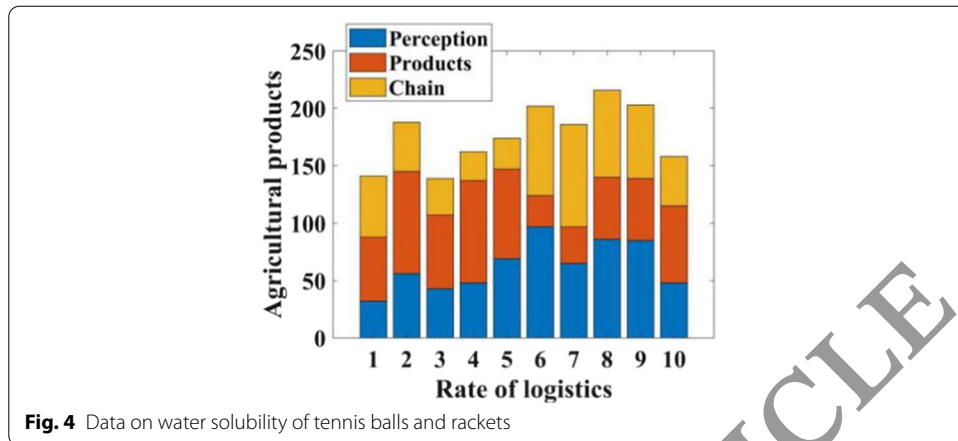 250
200
150
100
50
0
Agricultural products
Perception
Products
Chain
1 2 3 4 5 6 7 8 9 10
Rate of logistics
Fig. 4 Data on water solubility of tennis balls and rackets
ICLE